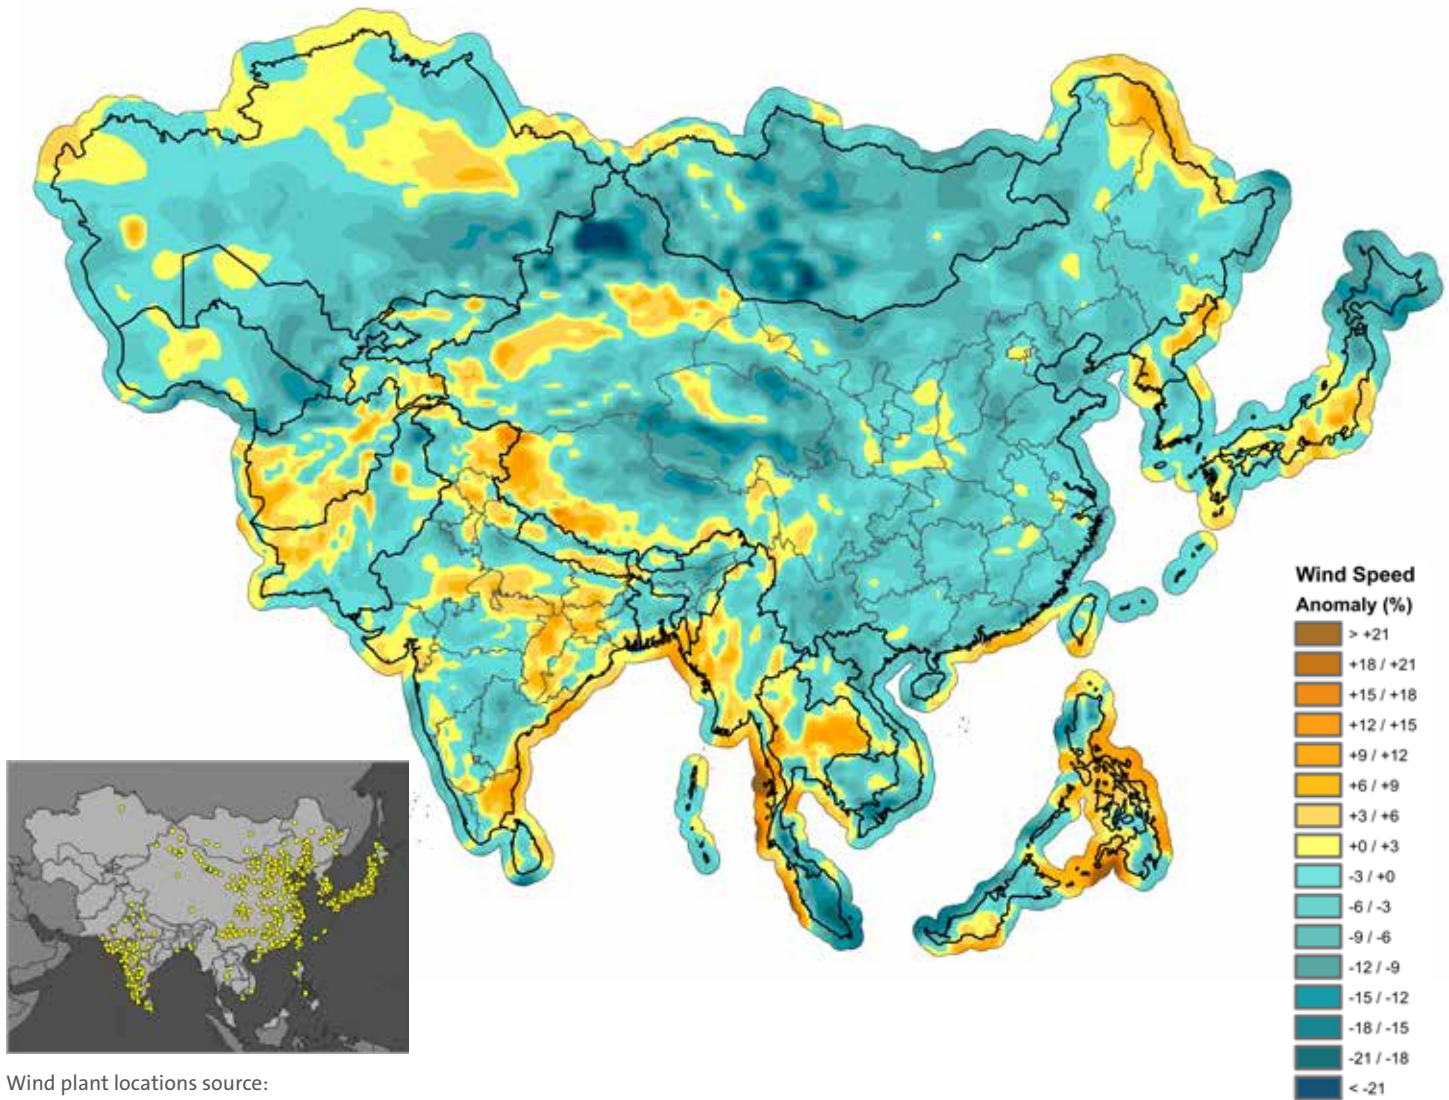 Wind Speed
Anomaly (%)
> +21
+18 / +21
+15 / +18
+12 / +15
+9 / +12
+6 / +9
+3 / +6
+0 / +3
-3 / +0
-6 / -3
-9 / -6
-12 / -9
-15 / -12
-18 / -15
-21 / -18
< -21
Wind plant locations source: